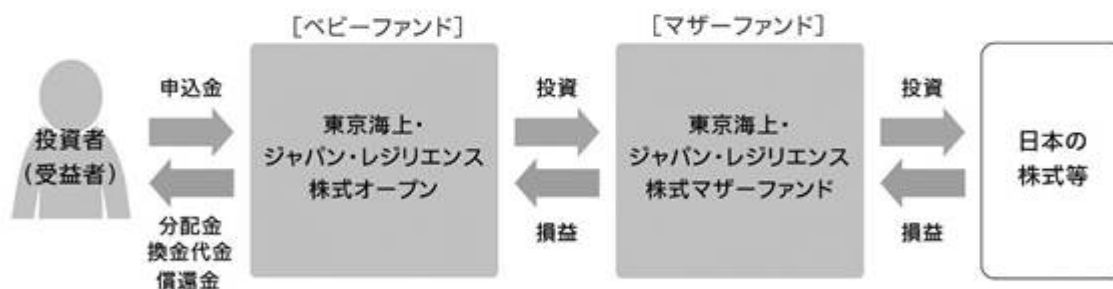 [ベビーファンド]
[マザーファンド]
投資者
(受益者)
申込金
分配金
換金代金
償還金
東京海上・
ジャパン・レジリエンス
株式オープン
投資
損益
東京海上・
ジャパン・レジリエンス
株式マザーファンド
投資
損益
日本の
株式等